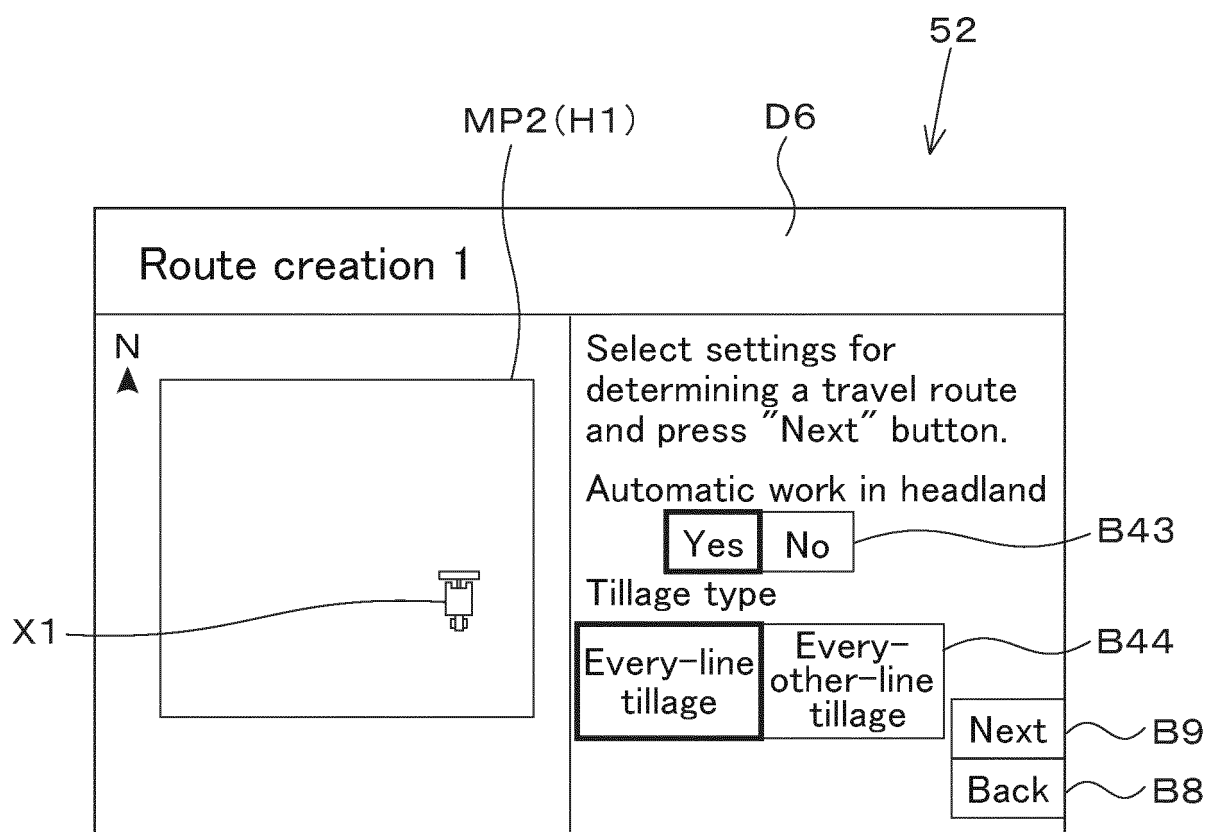 52
MP2(H1)
D6
Route creation 1
N
Select settings for
determining a travel route
and press "Next" button.
Automatic work in headland
Yes No
B43
Tillage type
X1
Every-line
tillage
Every-
other-line
tillage
B44
Next
B9
Back
B8